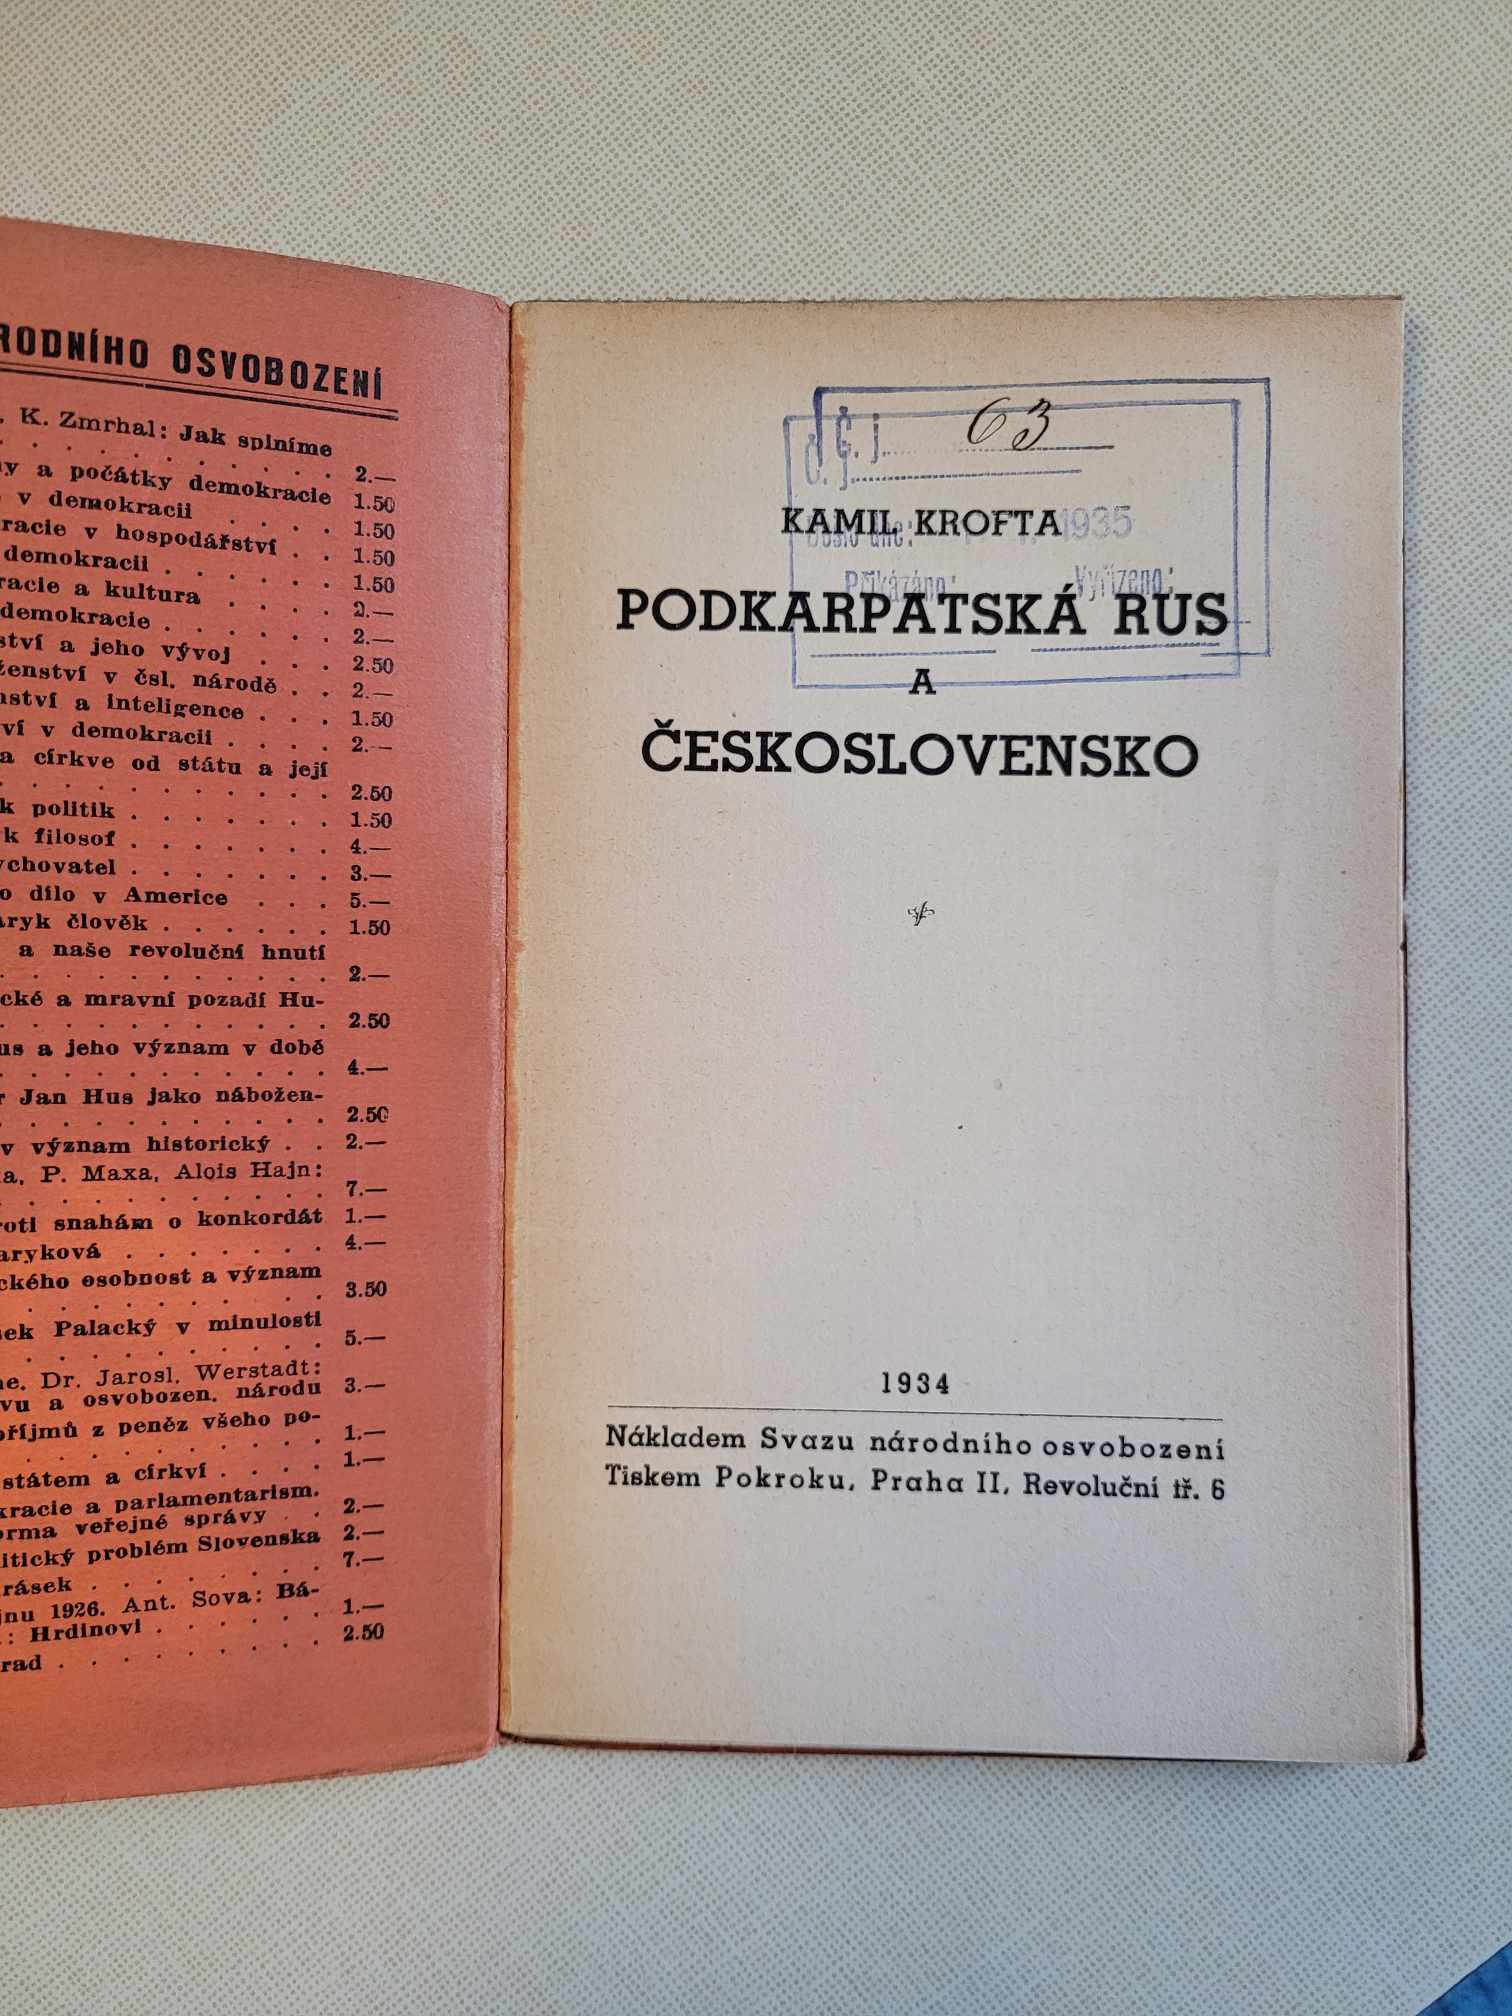 RODNÍHO OSVOBOZENÍ
K. Zmrhal: Jak splníme
2.—
y a počátky demokracie 1.50
v demokracii . . . . 1.50
racie v hospodářství . . 1.50
demokracii . . . . . . 1.50
racie a kultura . . . . 2.—
demokracie . . . . . . 2.—
ství a jeho vývoj . . . 2.50
ženství v čsl. národě . . 2.—
nství a inteligence . . . 1.50
ví v demokracii . . . . 2.—
a církve od státu a její
2.50
k politik . . . . . . . 1.50
k filosof . . . . . . . 4.—
ychovatel . . . . . . . 3.—
o dílo v Americe . . . 5.—
aryk člověk . . . . . . 1.50
a naše revoluční hnutí
2.—
cké a mravní pozadí Hu-
2.50
us a jeho význam v době
4.—
r Jan Hus jako nábožen-
2.50
v význam historický . . 2.—
a, P. Maxa, Alois Hajn:
7.—
roti snahám o konkordát 1.—
aryková . . . . . . . 4.—
ckého osobnost a význam
3.50
sek Palacký v minulosti
5.—
ne, Dr. Jarosl. Werstadt:
vu a osvobozen. národu 3.—
příjmů z peněz všeho po-
1.—
státem a církví . . . . 1.—
kracie a parlamentarism.
orma veřejné správy . . 2.—
litický problém Slovenska 2.—
rásek . . . . . . . . 7.—
jnu 1926. Ant. Sova: Bá-
: Hrdinovi . . . . . . 1.—
rad . . . . . . . . . 2.50
Č. j. 63
Č. j.
KAMIL KROFTA
Došlo dne: 1935
Přikázáno: Vyřízeno:
PODKARPATSKÁ RUS
A
ČESKOSLOVENSKO
1934
Nákladem Svazu národního osvobození
Tiskem Pokroku, Praha II, Revoluční tř. 6